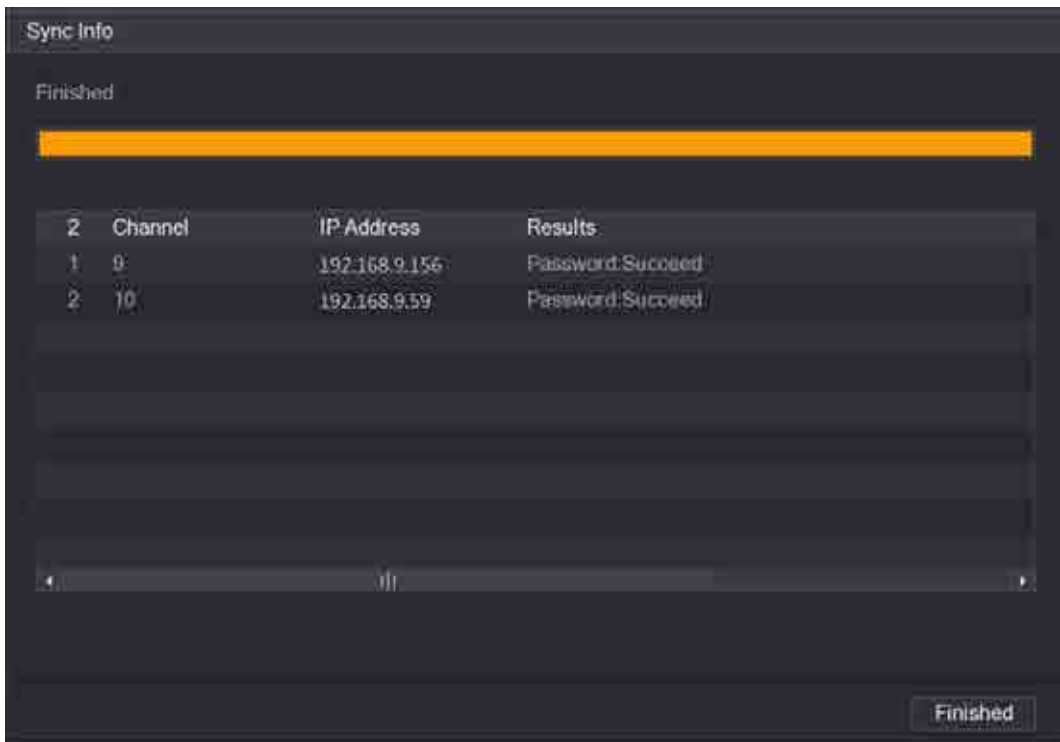 Sync Info
Finished
2 Channel IP Address Results
1 9 192.168.9.156 Password:Succeed
2 10 192.168.9.59 Password:Succeed
Finished